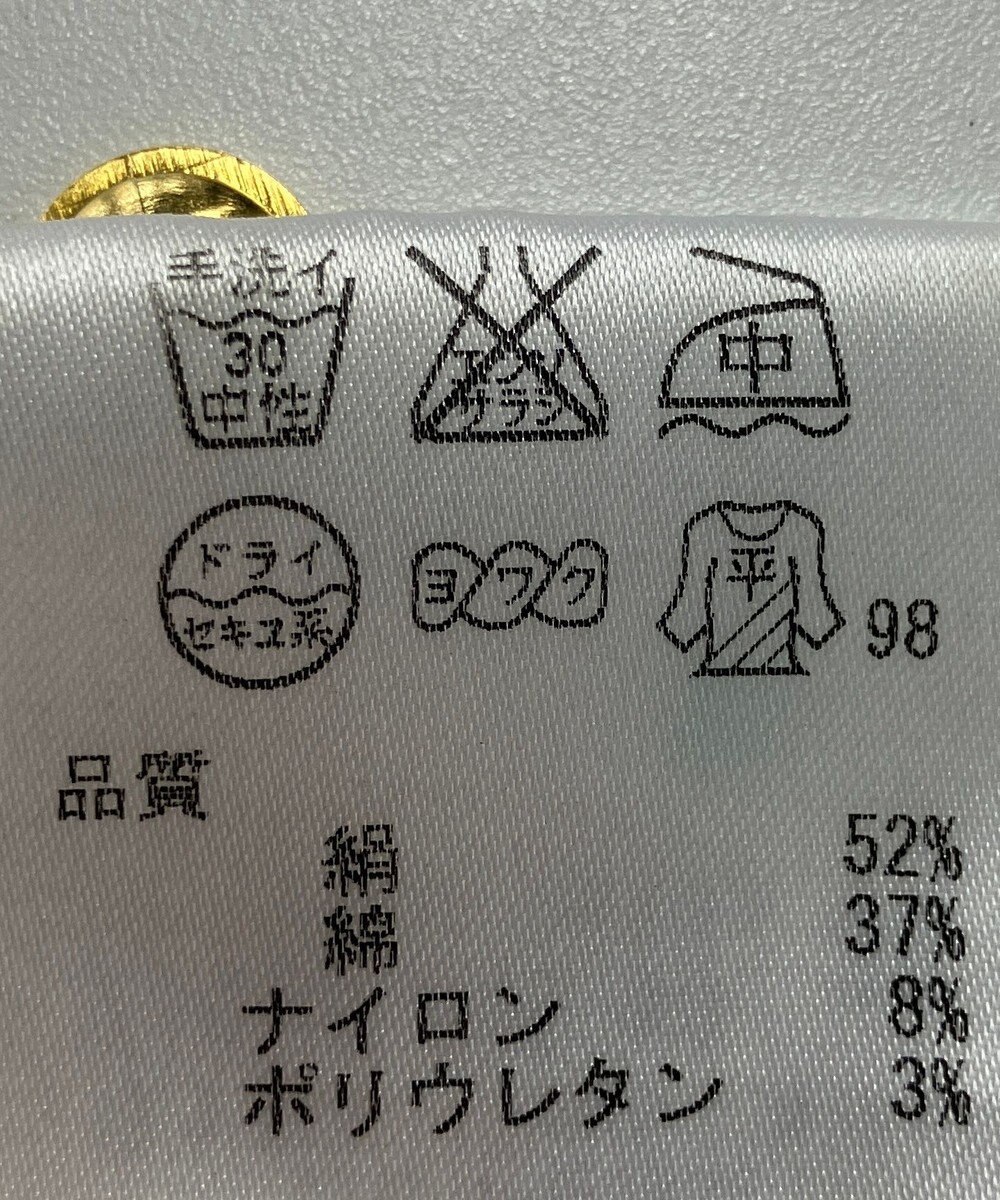 手洗イ
30
中性
エンソ
サラシ
中
ドライ
セキユ系
ヨワク
平
98
品質
絹 52%
綿 37%
ナイロン 8%
ポリウレタン 3%